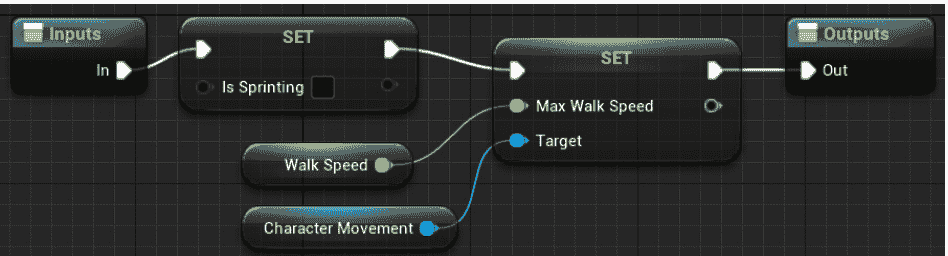 Inputs
In
SET
Is Sprinting
SET
Max Walk Speed
Target
Walk Speed
Character Movement
Outputs
Out